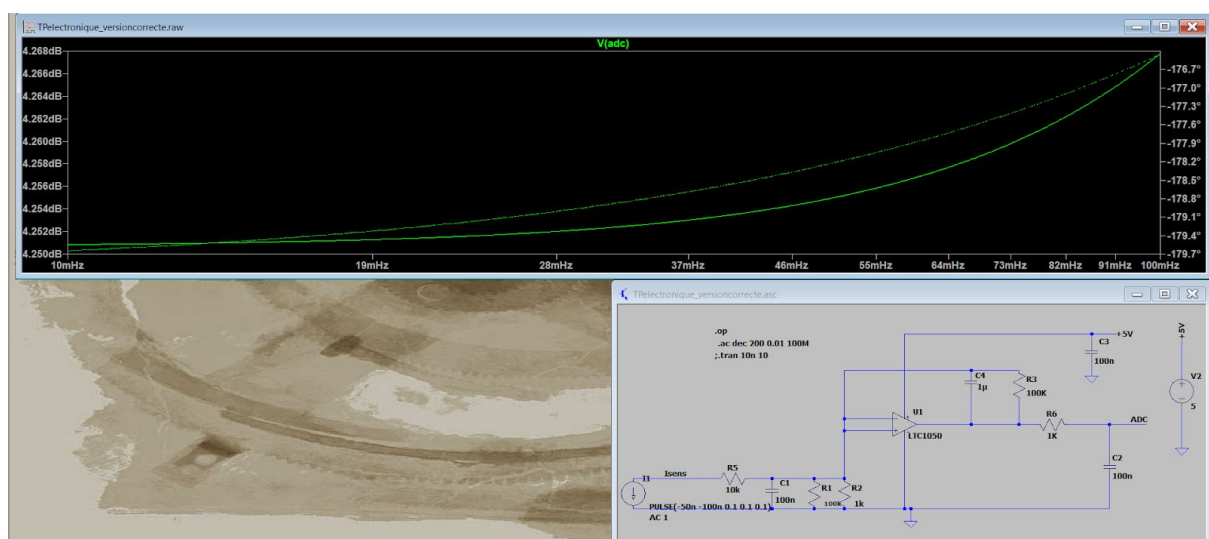 TPelectronique_versioncorrecte.raw
V(adc)
4.268dB
4.266dB
4.264dB
4.262dB
4.260dB
4.258dB
4.256dB
4.254dB
4.252dB
4.250dB
-176.7°
-177.0°
-177.3°
-177.6°
-177.9°
-178.2°
-178.5°
-178.8°
-179.1°
-179.4°
-179.7°
10mHz 19mHz 28mHz 37mHz 46mHz 55mHz 64mHz 73mHz 82mHz 91mHz 100mHz
TPelectronique_versioncorrecte.asc
.op
.ac dec 200 0.01 100M
;.tran 10n 10
+5V
C3
100n
+5V
V2
5
C4
1µ
R3
100K
U1
LTC1050
R6
1K
ADC
C2
100n
I1
Isens
R5
10k
C1
100n
R1
100k
R2
1k
PULSE(-50n -100n 0.1 0.1 0.1)
AC 1